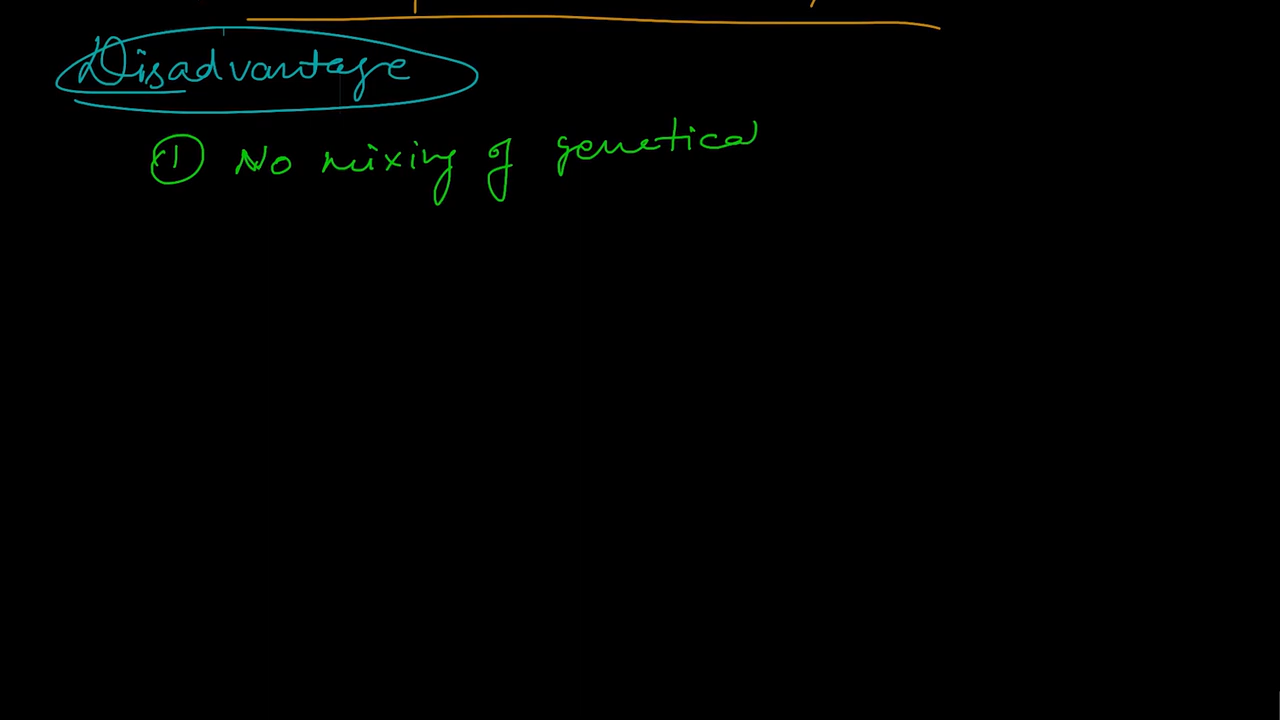 Disadvantage
① No mixing of genetical